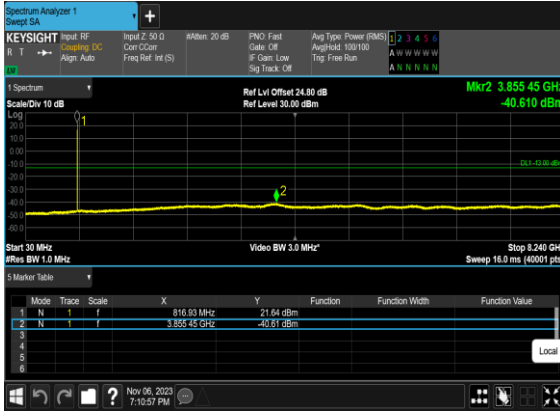 Spectrum Analyzer 1
Swept SA
+
KEYSIGHT
R T
Input: RF
Coupling: DC
Align: Auto
Input Z: 50 Ω
Corr CCorr
Freq Ref: Int (S)
#Atten: 20 dB
PNO: Fast
Gate: Off
IF Gain: Low
Sig Track: Off
Avg Type: Power (RMS)
Avg|Hold: 100/100
Trig: Free Run
1 2 3 4 5 6
A W W W W W
A N N N N N
1 Spectrum
Scale/Div 10 dB
Ref Lvl Offset 24.80 dB
Ref Level 30.00 dBm
Mkr2 3.855 45 GHz
-40.610 dBm
Log
20.0
10.0
0.00
-10.0
-20.0
-30.0
-40.0
-50.0
-60.0
1
2
DL1 -13.00 dBm
Start 30 MHz
#Res BW 1.0 MHz
Video BW 3.0 MHz*
Stop 8.240 GH
Sweep 16.0 ms (40001 pts
5 Marker Table
Mode Trace Scale X Y Function Function Width Function Value
1 N 1 f 816.93 MHz 21.64 dBm
2 N 1 f 3.855 45 GHz -40.61 dBm
3
4
5
6
Local
?
Nov 06, 2023
7:10:57 PM